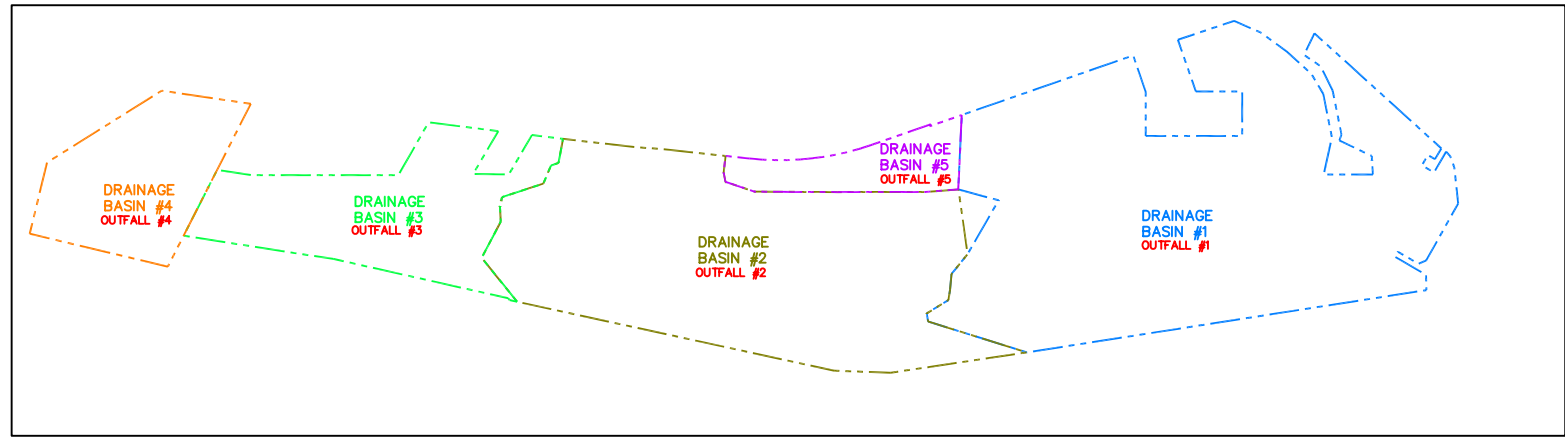 DRAINAGE
BASIN #4
OUTFALL #4
DRAINAGE
BASIN #3
OUTFALL #3
DRAINAGE
BASIN #2
OUTFALL #2
DRAINAGE
BASIN #5
OUTFALL #5
DRAINAGE
BASIN #1
OUTFALL #1